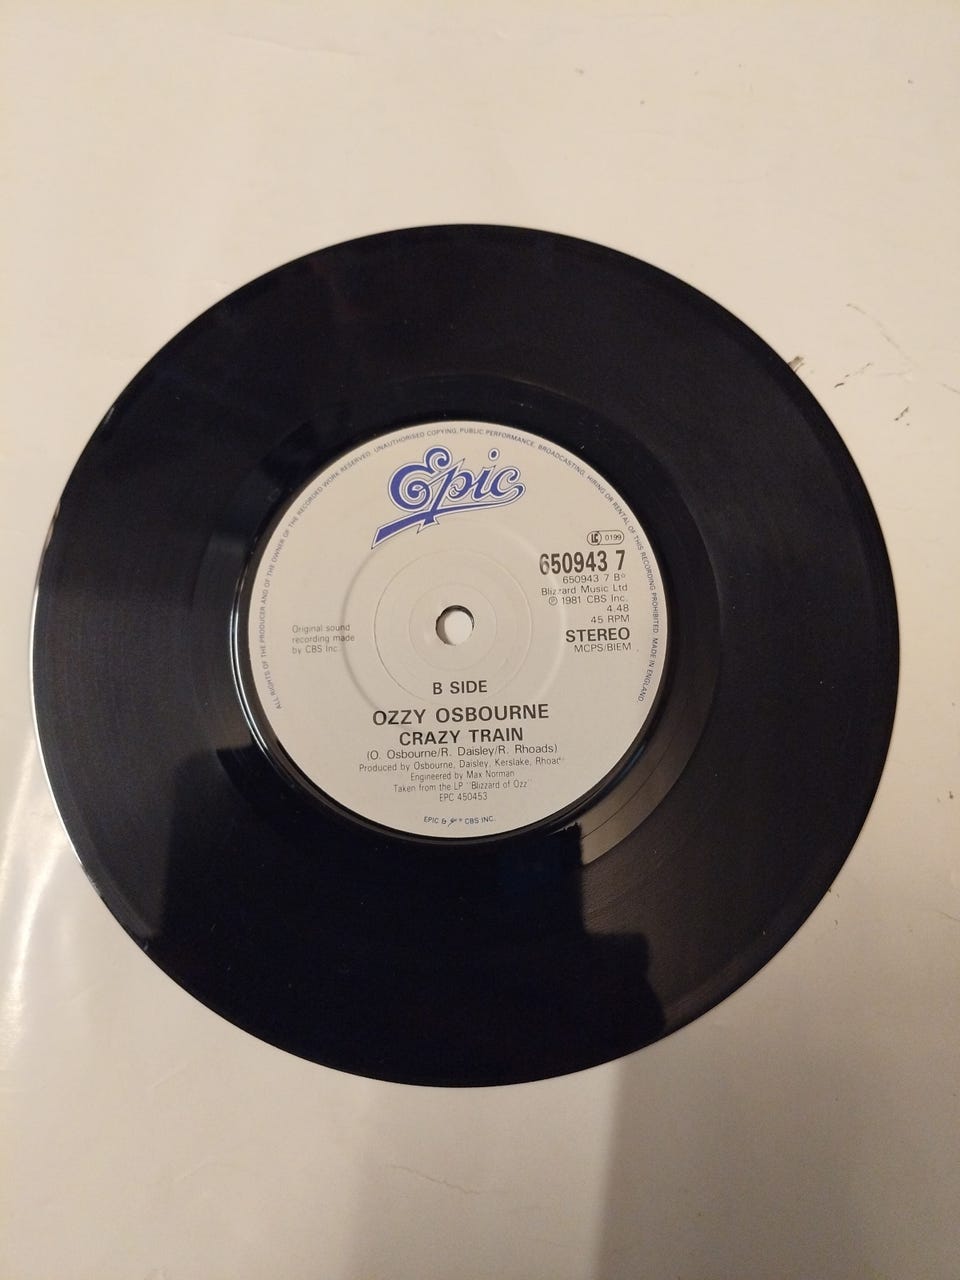 ALL RIGHTS OF THE PRODUCER AND OF THE OWNER OF THE RECORDED WORK RESERVED. UNAUTHORISED COPYING, PUBLIC PERFORMANCE, BROADCASTING, HIRING OR RENTAL OF THIS RECORDING PROHIBITED. MADE IN ENGLAND
Epic
LC 0199
650943 7
650943 7 B°
Blizzard Music Ltd
℗ 1981 CBS Inc.
4.48
45 RPM
STEREO
MCPS/BIEM
Original sound
recording made
by CBS Inc.
B SIDE
OZZY OSBOURNE
CRAZY TRAIN
(O. Osbourne/R. Daisley/R. Rhoads)
Produced by Osbourne, Daisley, Kerslake, Rhoad
Engineered by Max Norman
Taken from the LP "Blizzard of Ozz"
EPC 450453
EPIC & CBS INC.